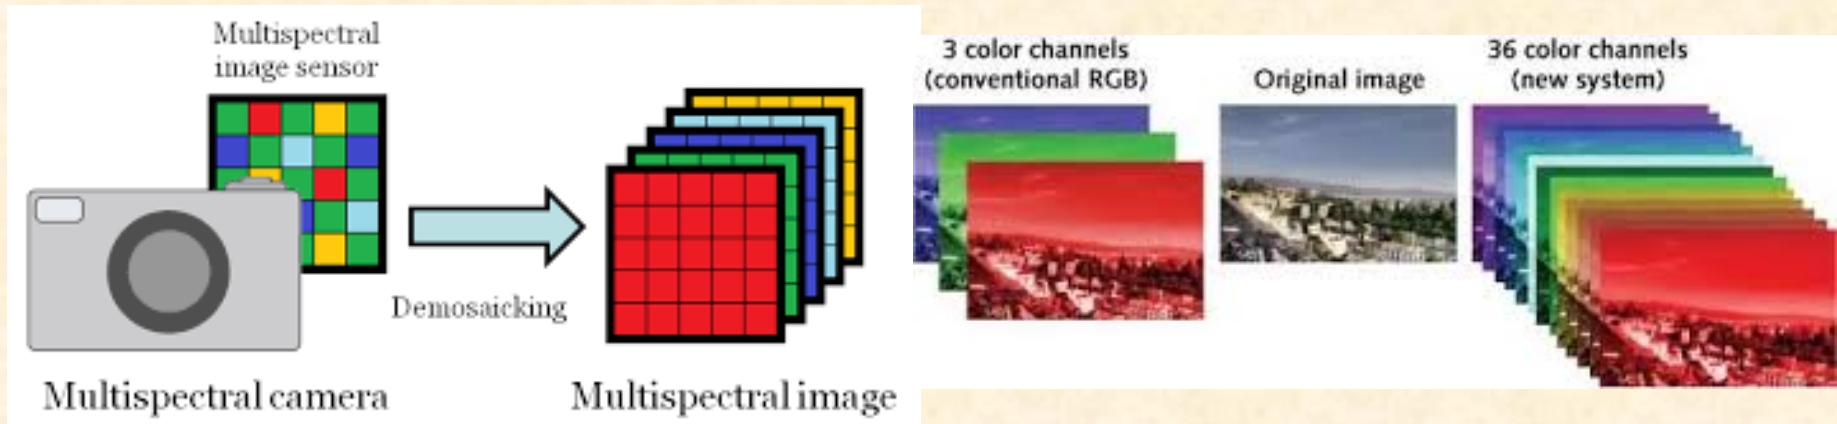 Multispectral
image sensor
Demosaicking
Multispectral camera
Multispectral image
3 color channels
(conventional RGB)
Original image
36 color channels
(new system)